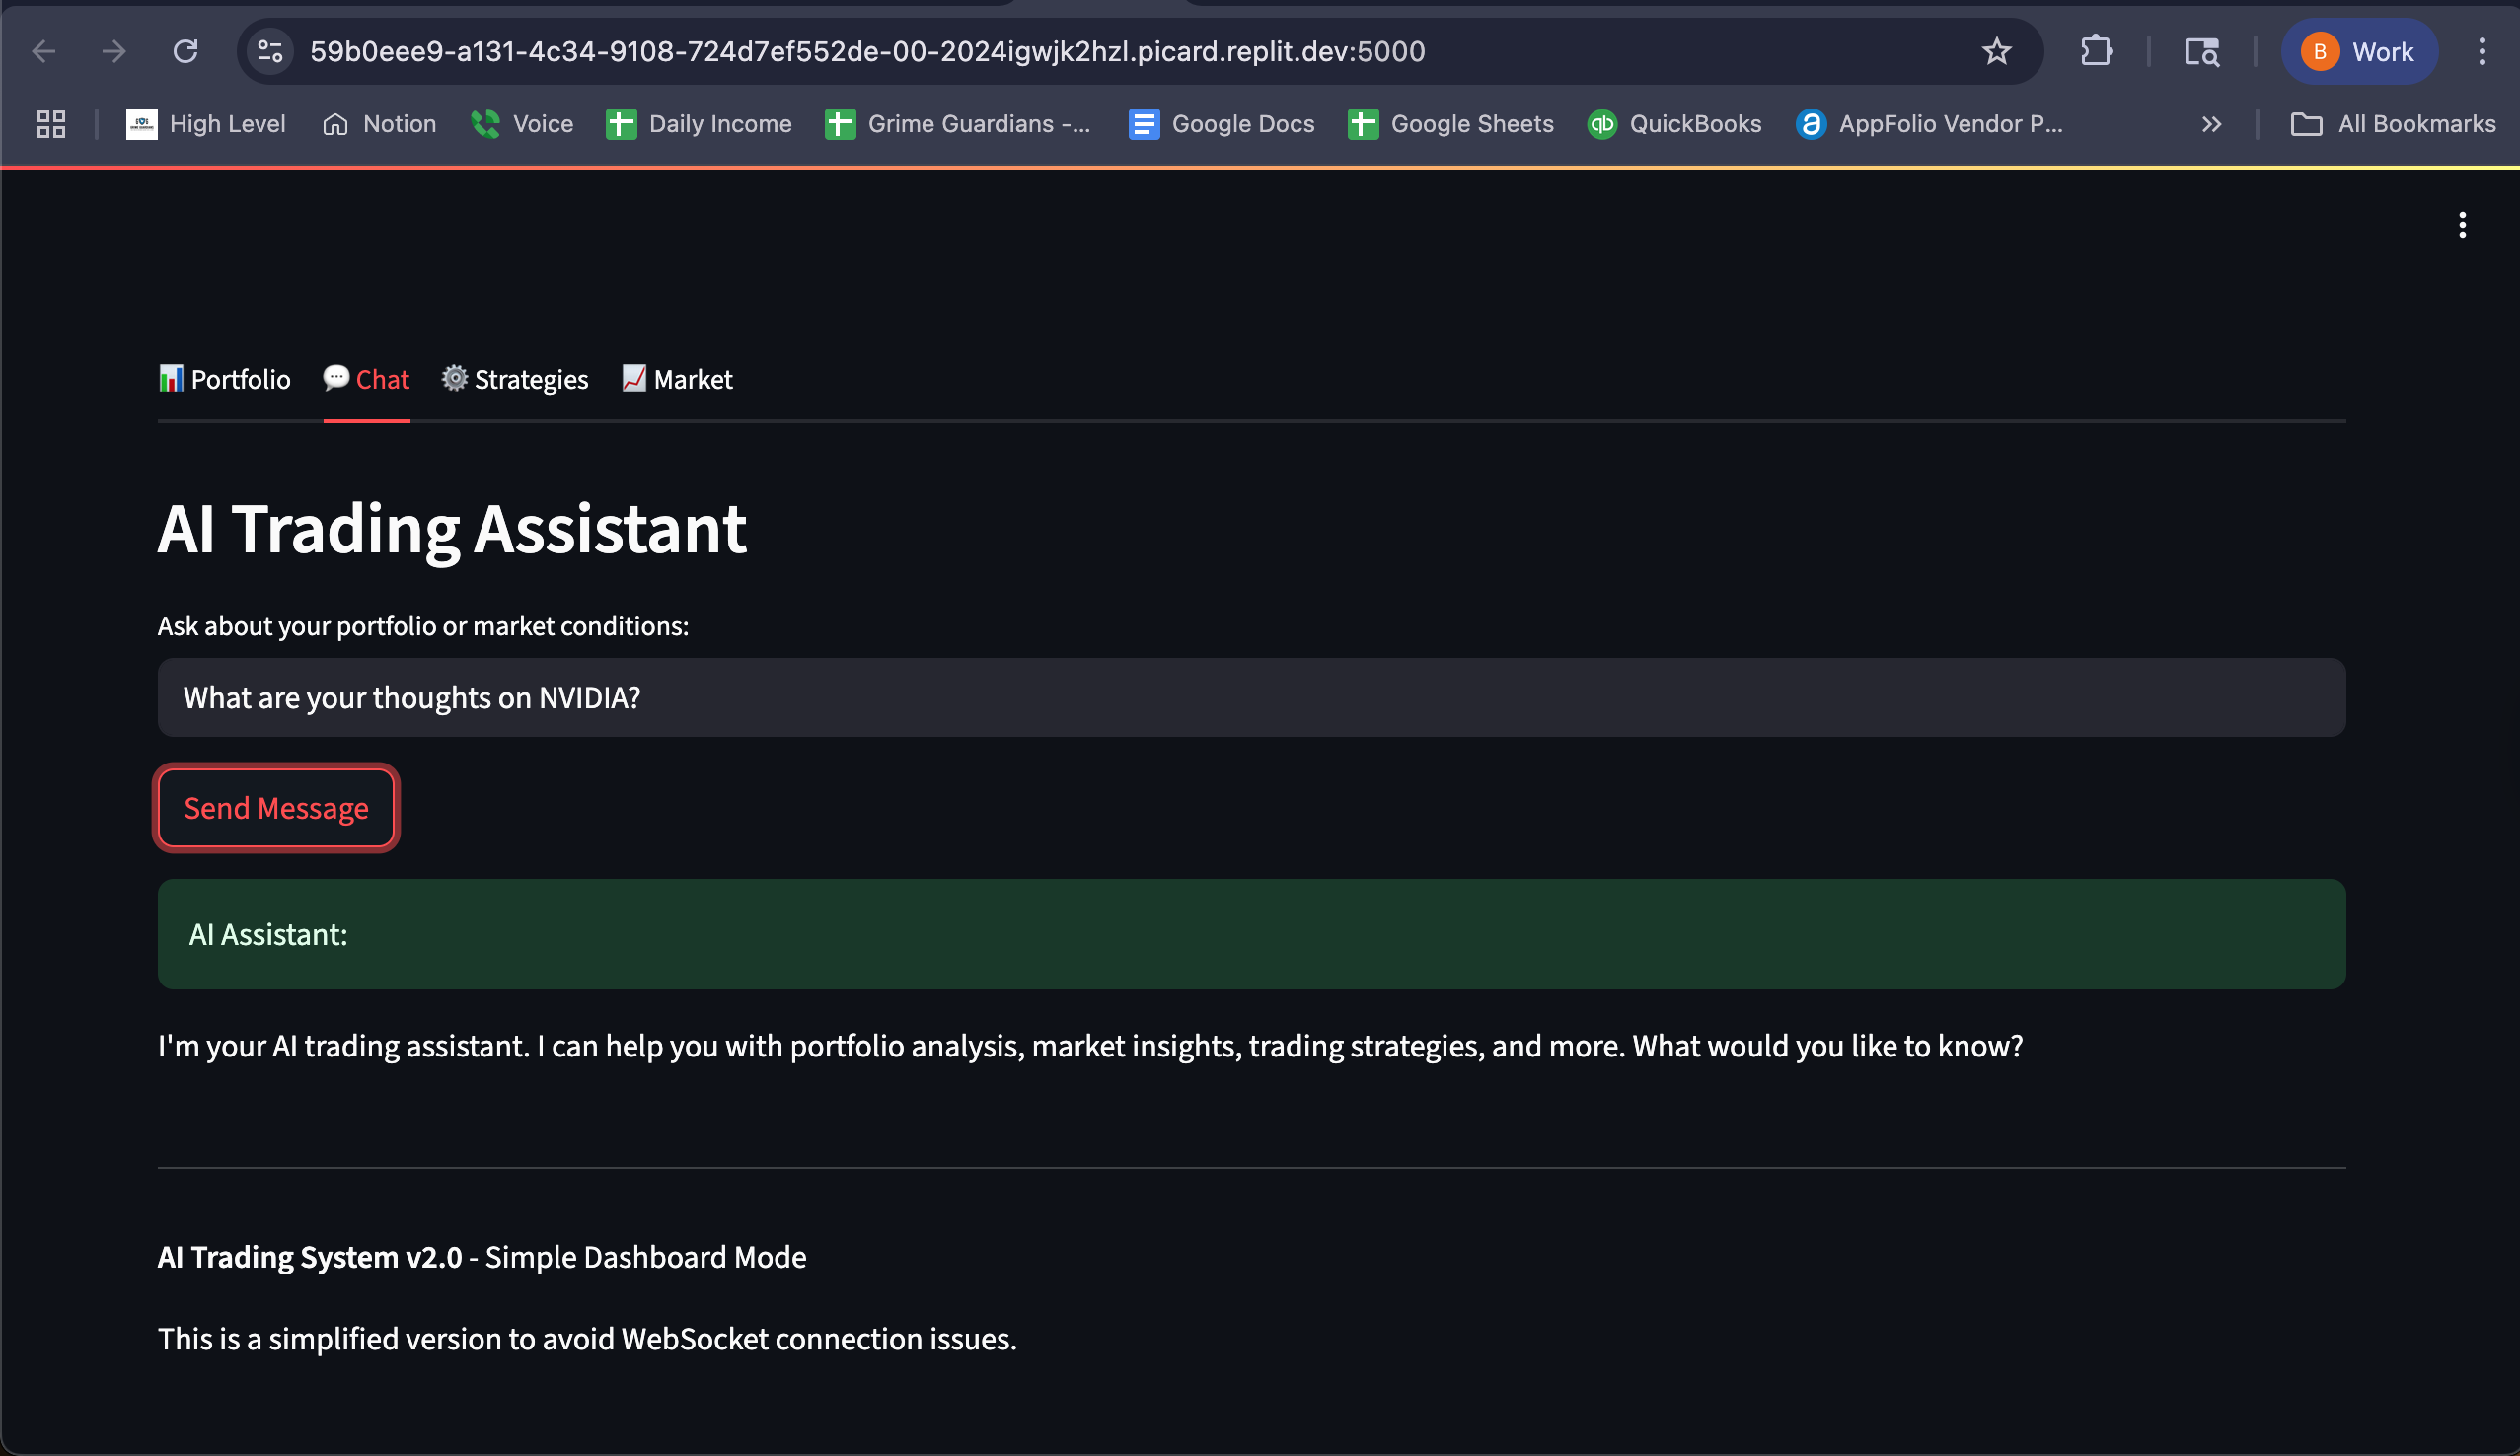 59b0eee9-a131-4c34-9108-724d7ef552de-00-2024igwjk2hzl.picard.replit.dev:5000
B Work
High Level Notion Voice Daily Income Grime Guardians -... Google Docs Google Sheets QuickBooks AppFolio Vendor P... All Bookmarks
Portfolio Chat Strategies Market
AI Trading Assistant
Ask about your portfolio or market conditions:
What are your thoughts on NVIDIA?
Send Message
AI Assistant:
I'm your AI trading assistant. I can help you with portfolio analysis, market insights, trading strategies, and more. What would you like to know?
AI Trading System v2.0 - Simple Dashboard Mode
This is a simplified version to avoid WebSocket connection issues.